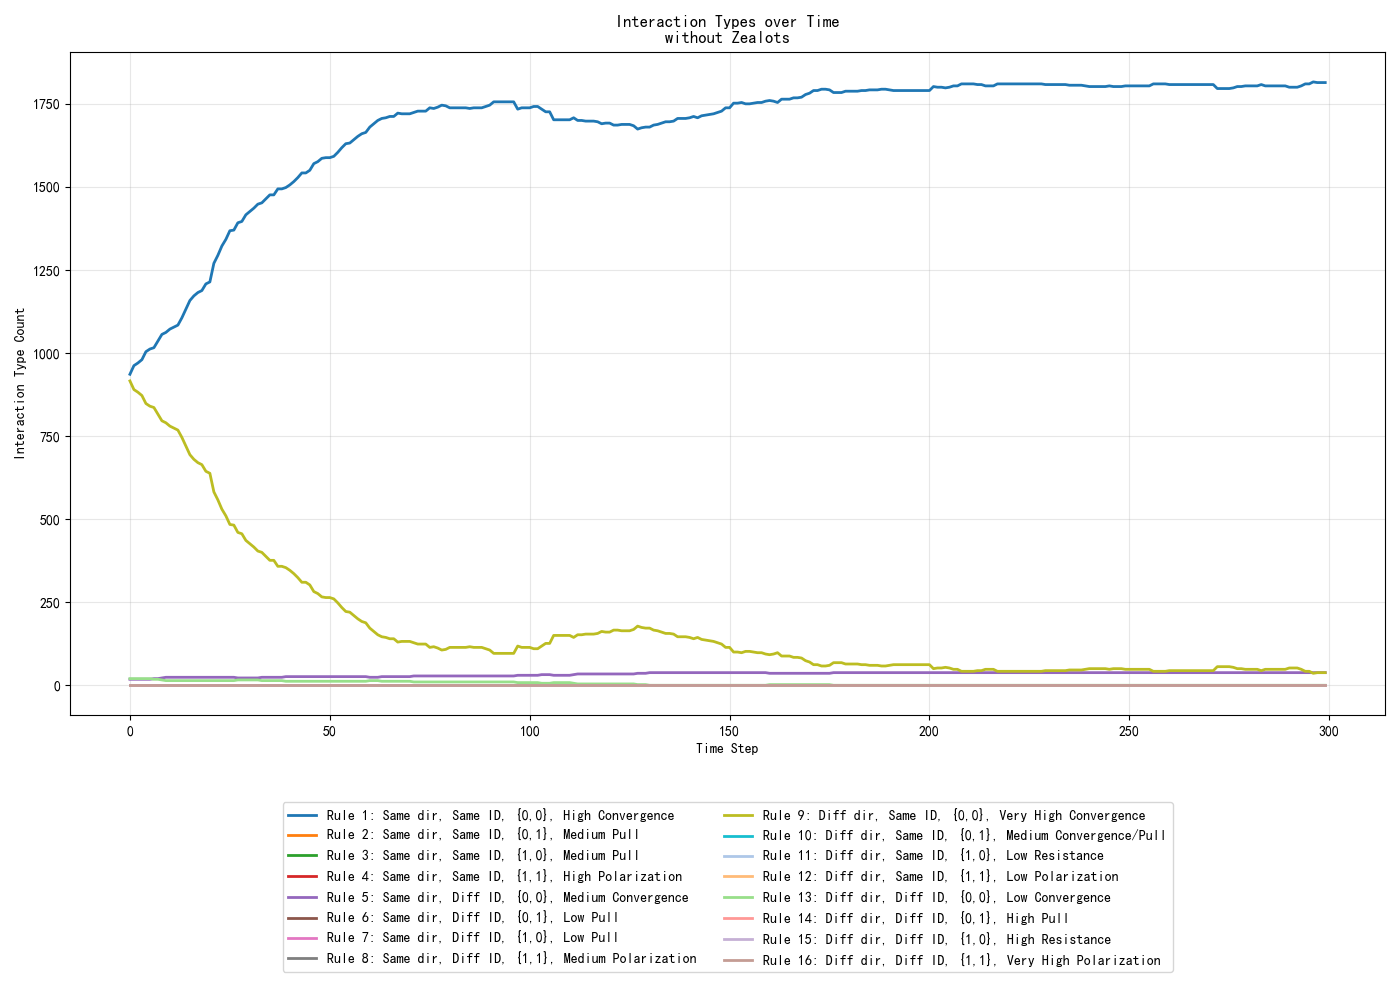 Interaction Types over Time
without Zealots
Interaction Type Count
1750
1500
1250
1000
750
500
250
0
0
50
100
150
200
250
300
Time Step
Rule 1: Same dir, Same ID, {0,0}, High Convergence
Rule 2: Same dir, Same ID, {0,1}, Medium Pull
Rule 3: Same dir, Same ID, {1,0}, Medium Pull
Rule 4: Same dir, Same ID, {1,1}, High Polarization
Rule 5: Same dir, Diff ID, {0,0}, Medium Convergence
Rule 6: Same dir, Diff ID, {0,1}, Low Pull
Rule 7: Same dir, Diff ID, {1,0}, Low Pull
Rule 8: Same dir, Diff ID, {1,1}, Medium Polarization
Rule 9: Diff dir, Same ID, {0,0}, Very High Convergence
Rule 10: Diff dir, Same ID, {0,1}, Medium Convergence/Pull
Rule 11: Diff dir, Same ID, {1,0}, Low Resistance
Rule 12: Diff dir, Same ID, {1,1}, Low Polarization
Rule 13: Diff dir, Diff ID, {0,0}, Low Convergence
Rule 14: Diff dir, Diff ID, {0,1}, High Pull
Rule 15: Diff dir, Diff ID, {1,0}, High Resistance
Rule 16: Diff dir, Diff ID, {1,1}, Very High Polarization